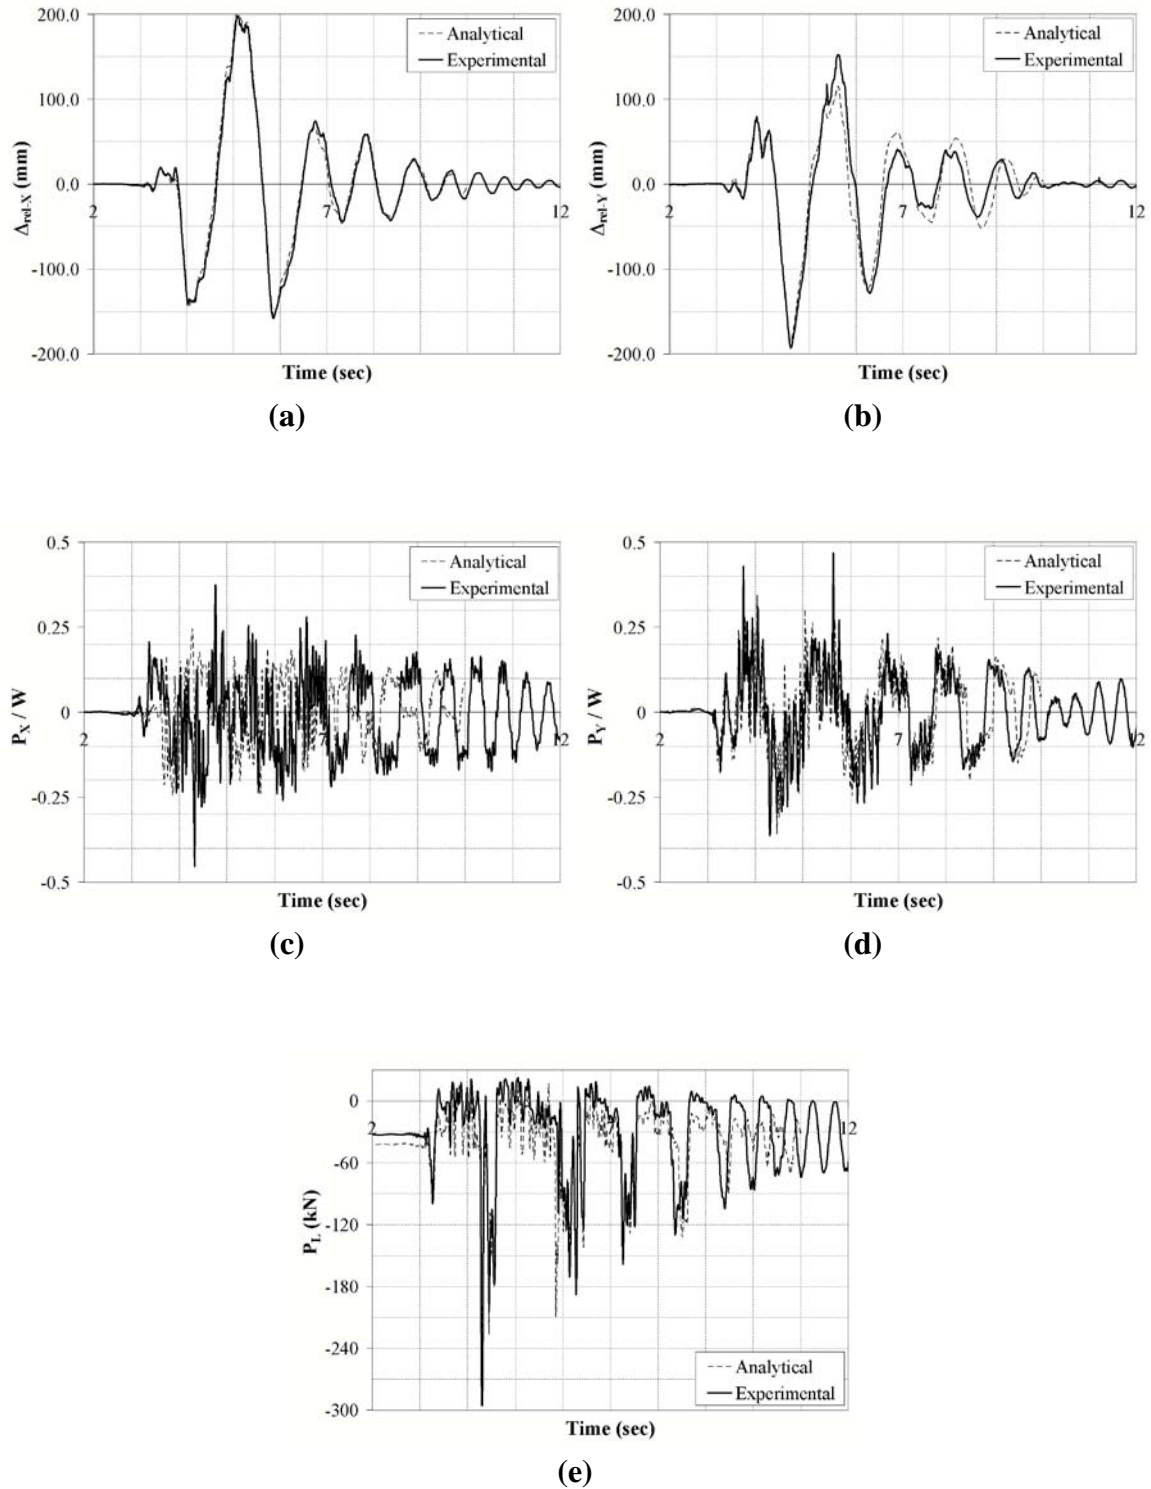 200.0
100.0
0.0
-100.0
-200.0
2
7
12
Δrel-X (mm)
Time (sec)
Analytical
Experimental
(a)
200.0
100.0
0.0
-100.0
-200.0
2
7
12
Δrel-Y (mm)
Time (sec)
Analytical
Experimental
(b)
0.5
0.25
0
-0.25
-0.5
2
7
12
PX / W
Time (sec)
Analytical
Experimental
(c)
0.5
0.25
0
-0.25
-0.5
2
7
12
PY / W
Time (sec)
Analytical
Experimental
(d)
0
-60
-120
-180
-240
-300
2
7
12
PL (kN)
Time (sec)
Analytical
Experimental
(e)